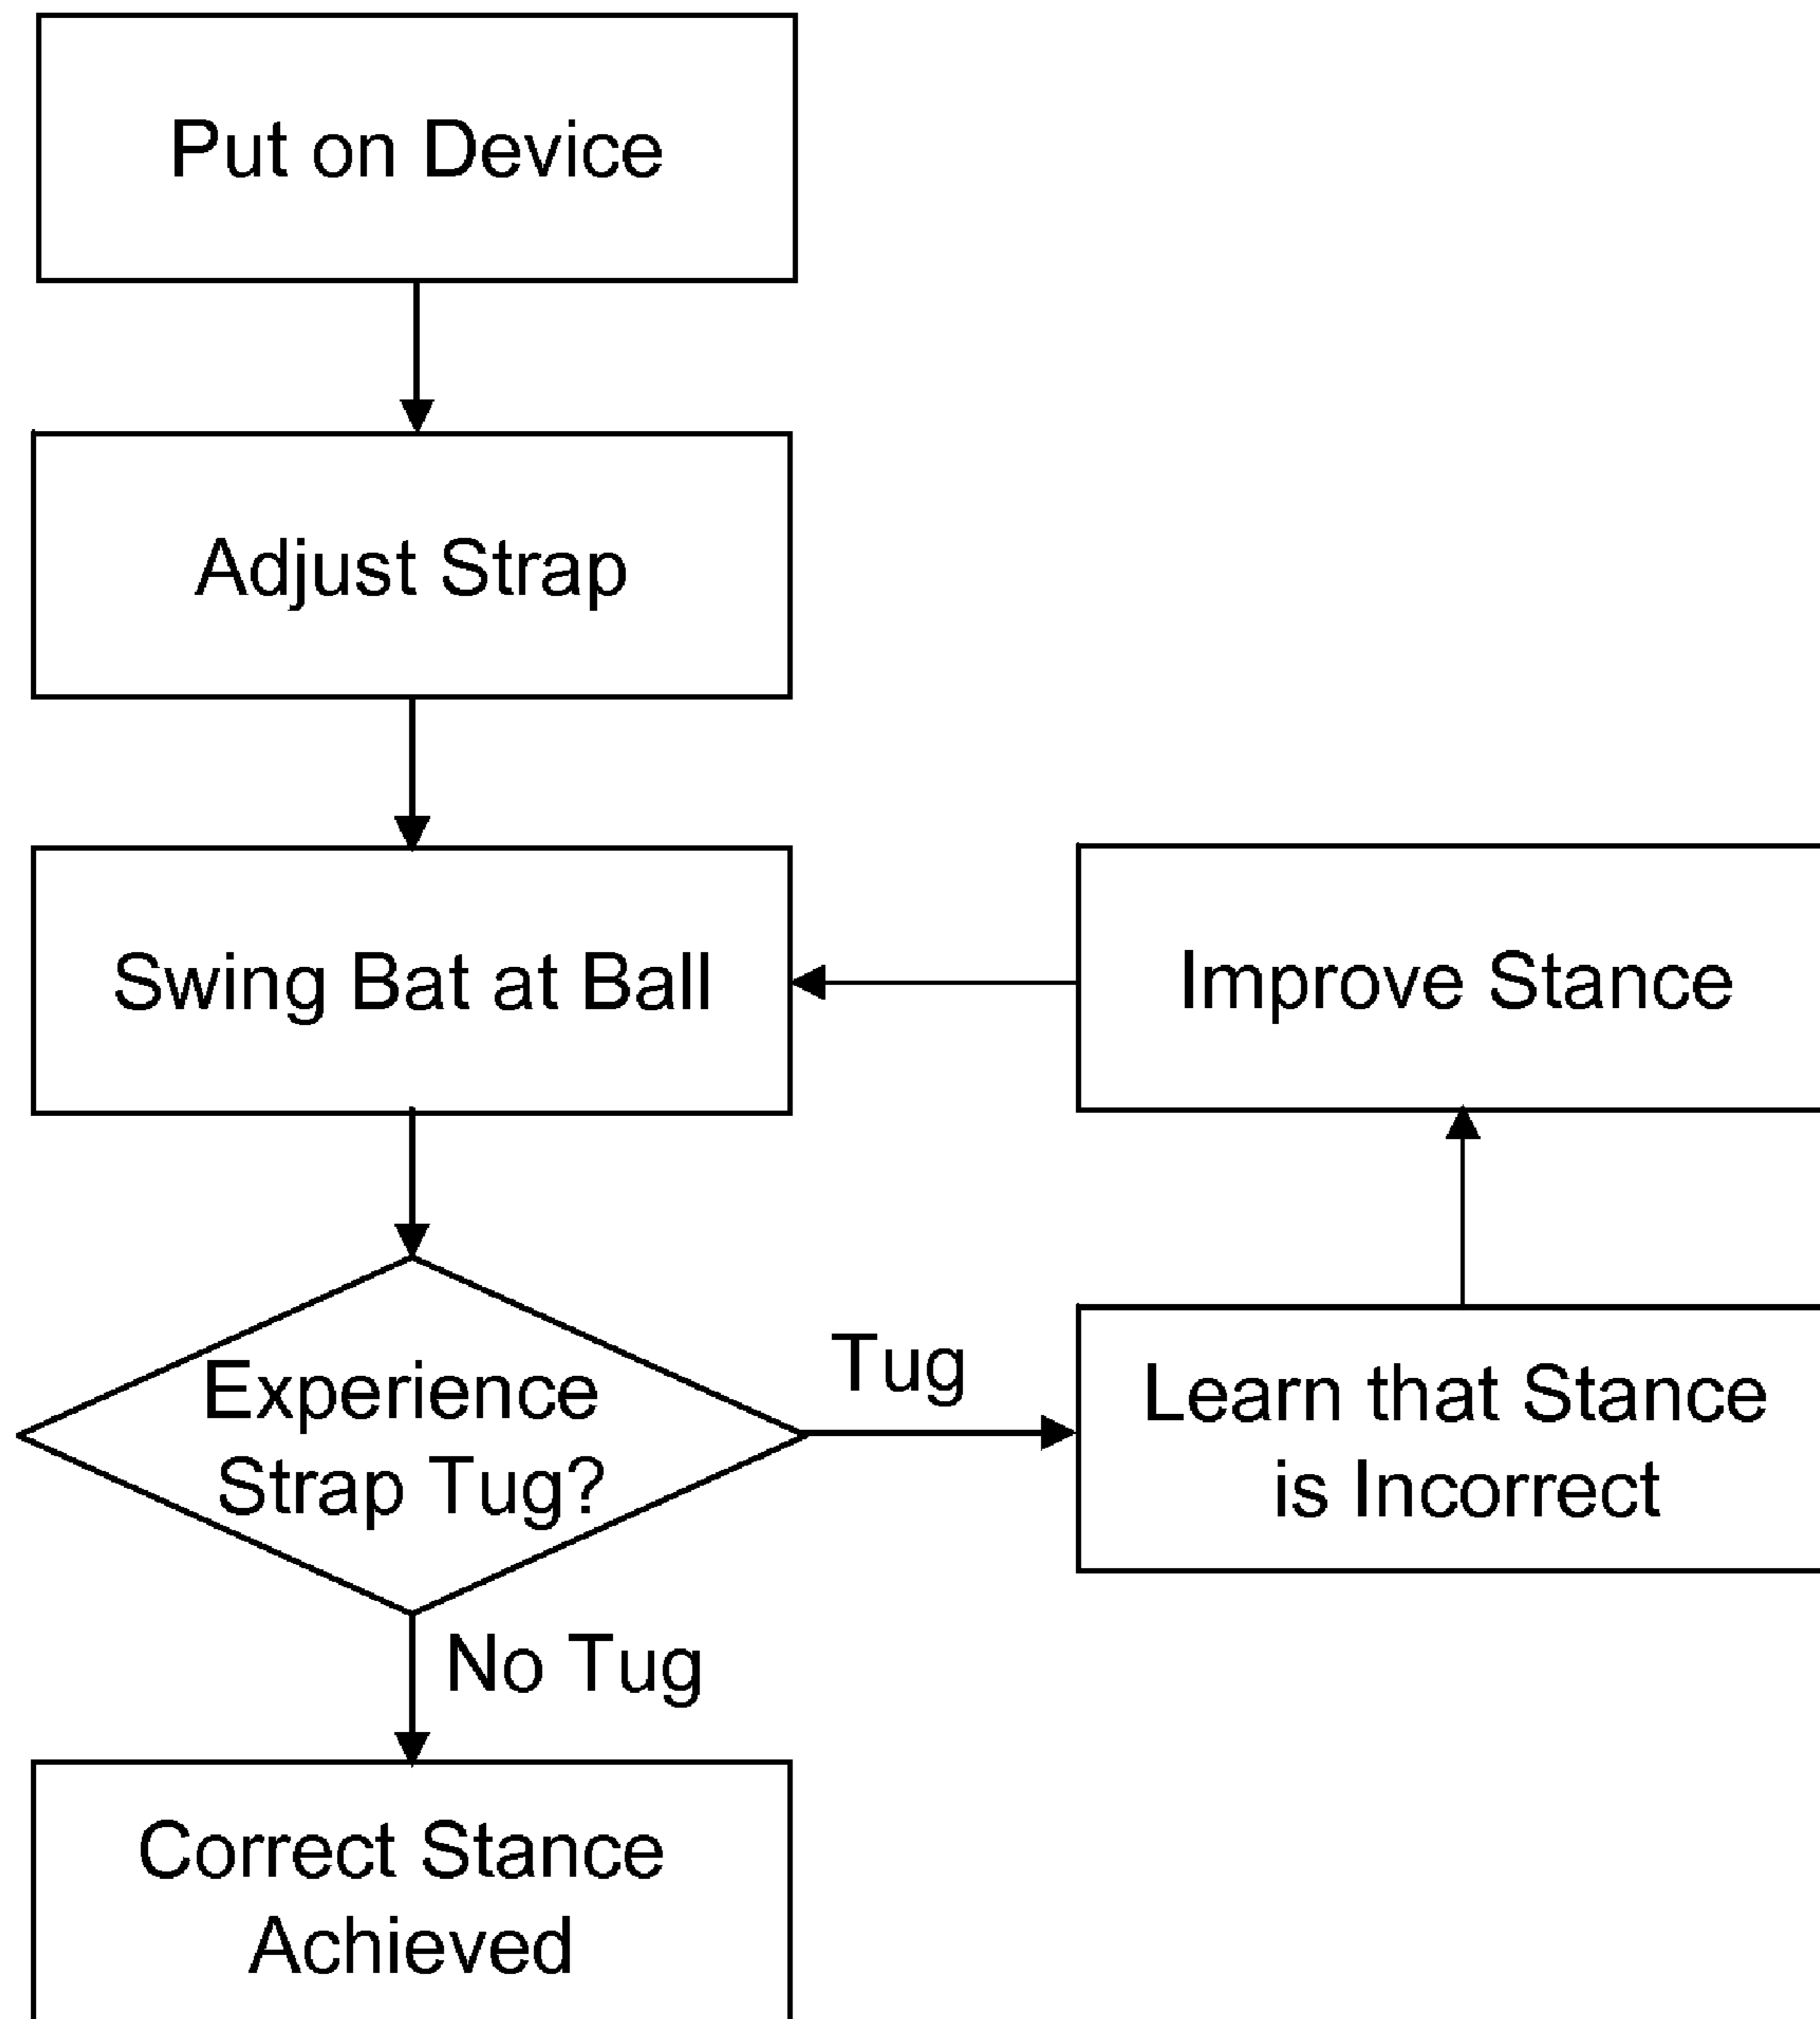 Put on Device
Adjust Strap
Swing Bat at Ball
Improve Stance
Experience
Strap Tug?
Tug
Learn that Stance
is Incorrect
No Tug
Correct Stance
Achieved